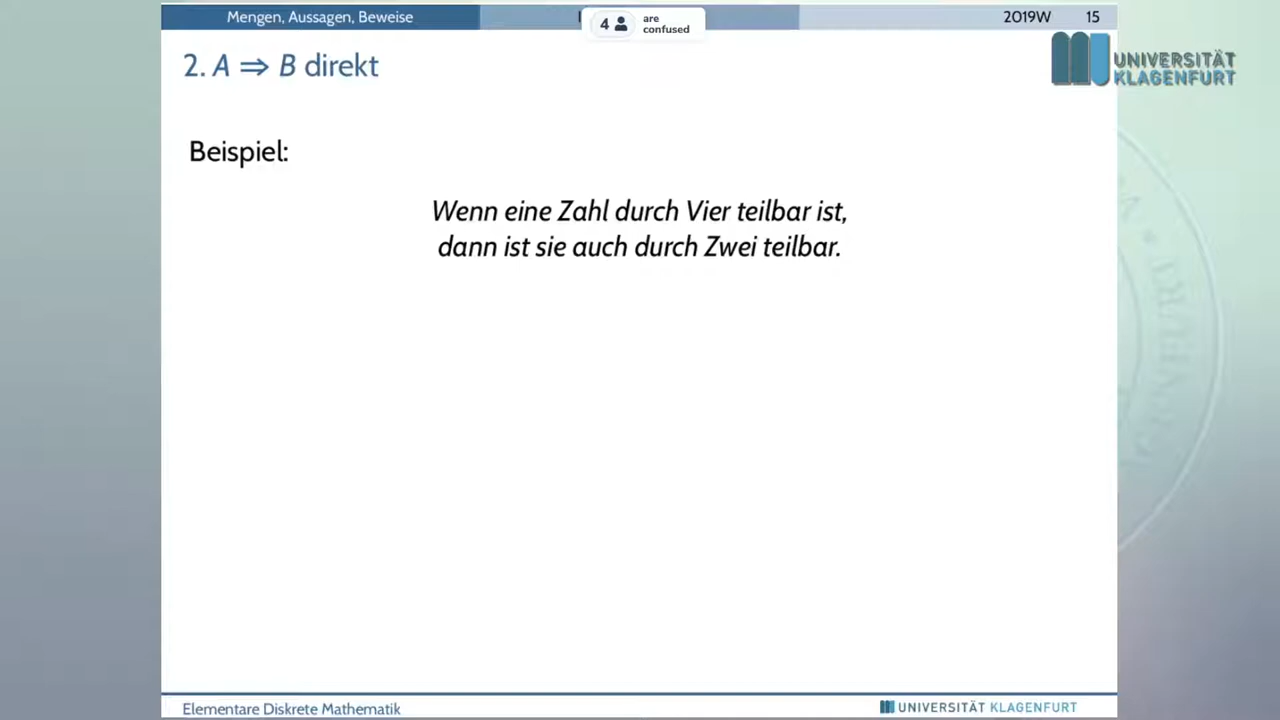 Mengen, Aussagen, Beweise
4 are confused
2019W 15
UNIVERSITÄT KLAGENFURT
2. A ⇒ B direkt
Beispiel:
Wenn eine Zahl durch Vier teilbar ist,
dann ist sie auch durch Zwei teilbar.
Elementare Diskrete Mathematik
UNIVERSITÄT KLAGENFURT